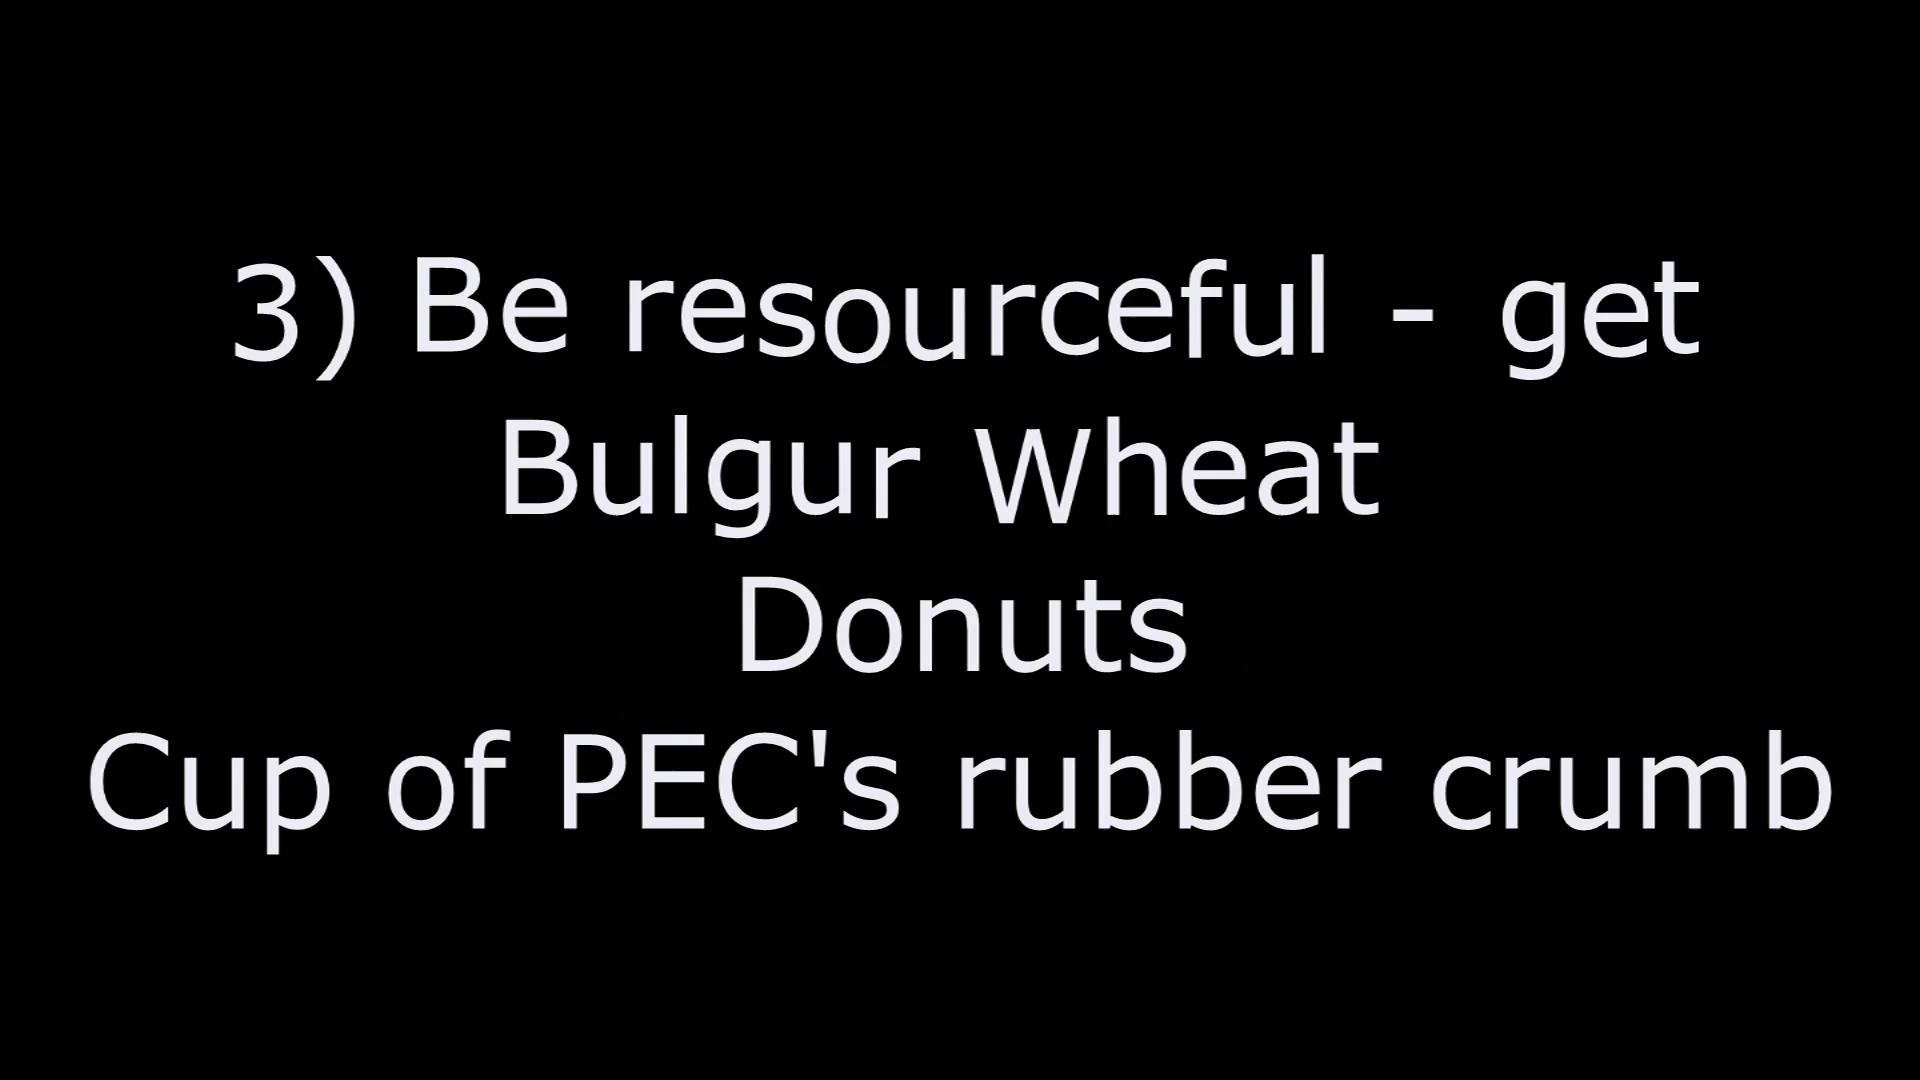 3) Be resourceful - get
Bulgur Wheat
Donuts
Cup of PEC's rubber crumb